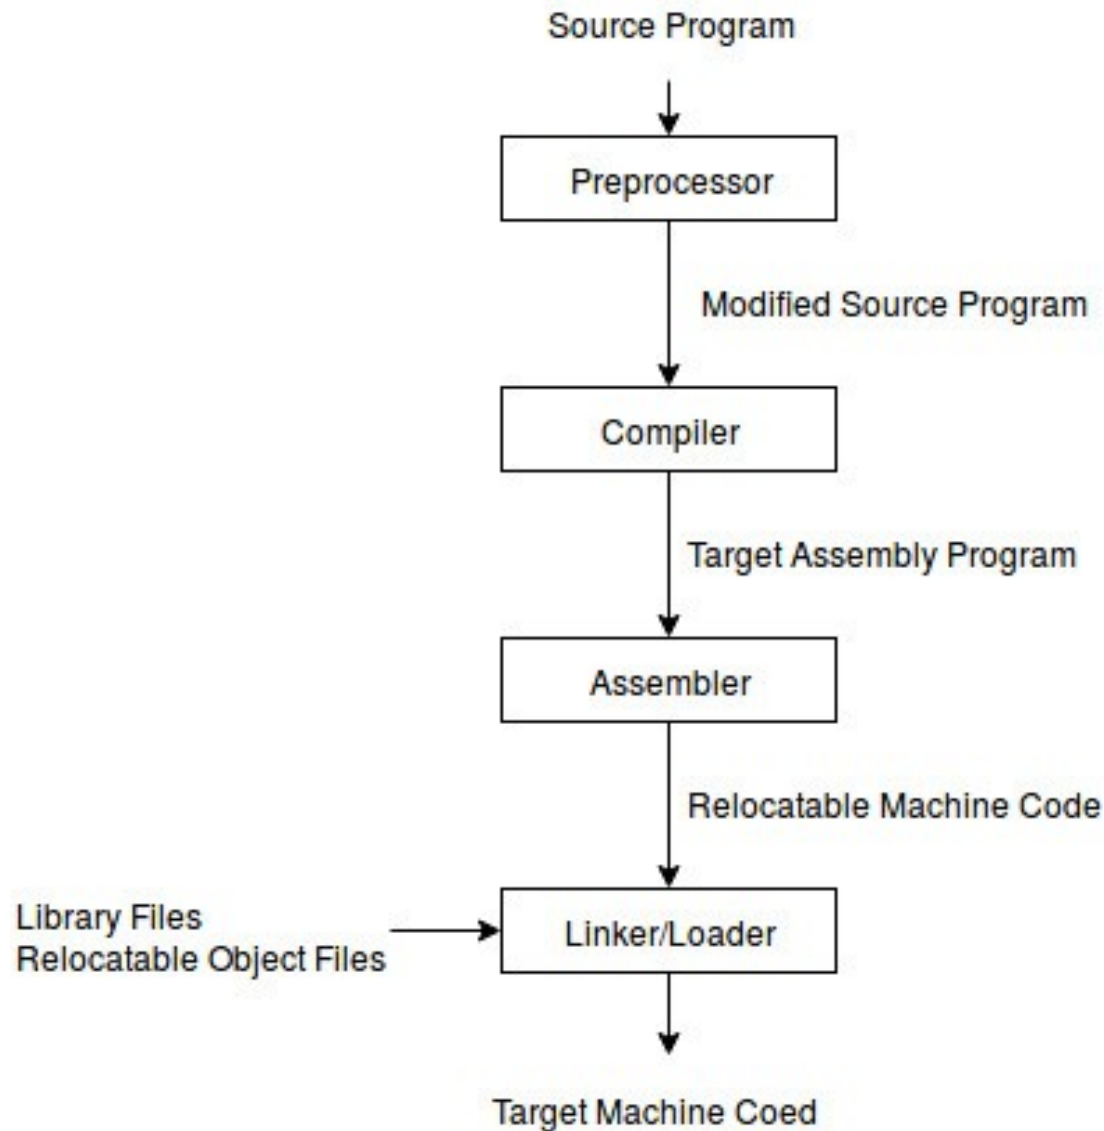 Source Program
Preprocessor
Modified Source Program
Compiler
Target Assembly Program
Assembler
Relocatable Machine Code
Library Files
Relocatable Object Files
Linker/Loader
Target Machine Coed